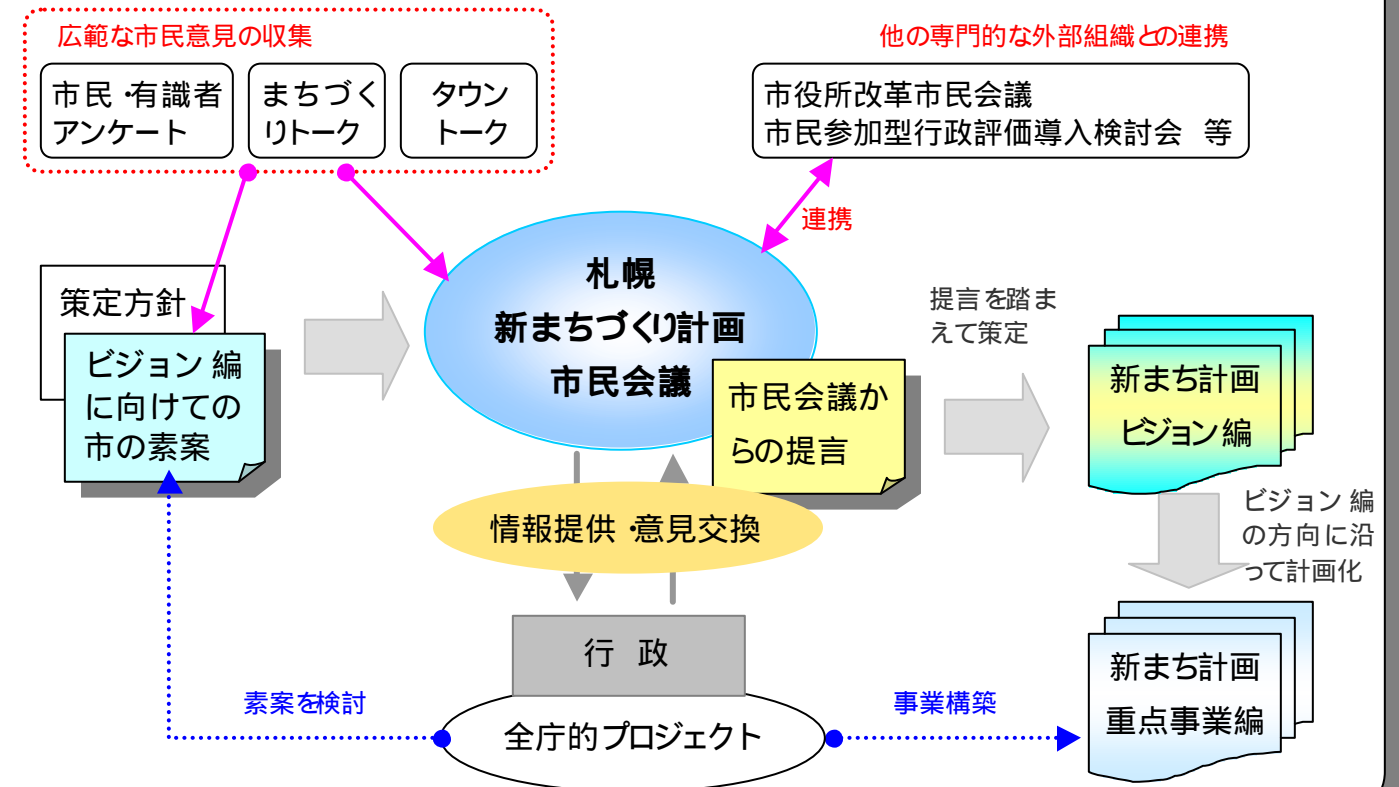 広範な市民意見の収集
市民・有識者
アンケート
まちづく
りトーク
タウン
トーク
他の専門的な外部組織との連携
市役所改革市民会議
市民参加型行政評価導入検討会 等
連携
策定方針
ビジョン編
に向けての
市の素案
札幌
新まちづくり計画
市民会議
市民会議か
らの提言
提言を踏ま
えて策定
新まち計画
ビジョン編
情報提供・意見交換
ビジョン編
の方向に沿
って計画化
行 政
全庁的プロジェクト
素案を検討
事業構築
新まち計画
重点事業編